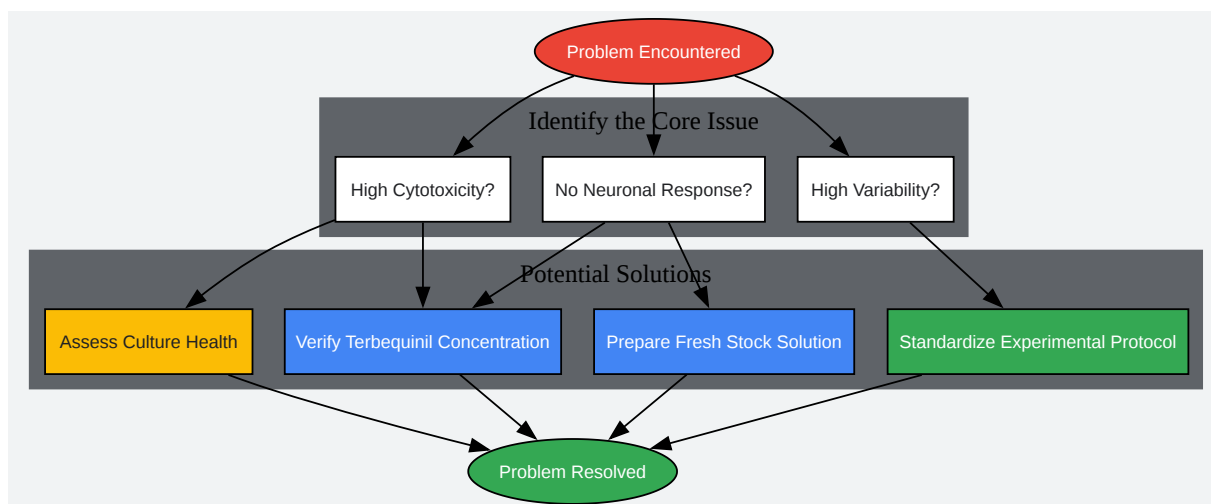 Problem Encountered
Identify the Core Issue
High Cytotoxicity?
No Neuronal Response?
High Variability?
Potential Solutions
Assess Culture Health
Verify Terbequinil Concentration
Prepare Fresh Stock Solution
Standardize Experimental Protocol
Problem Resolved